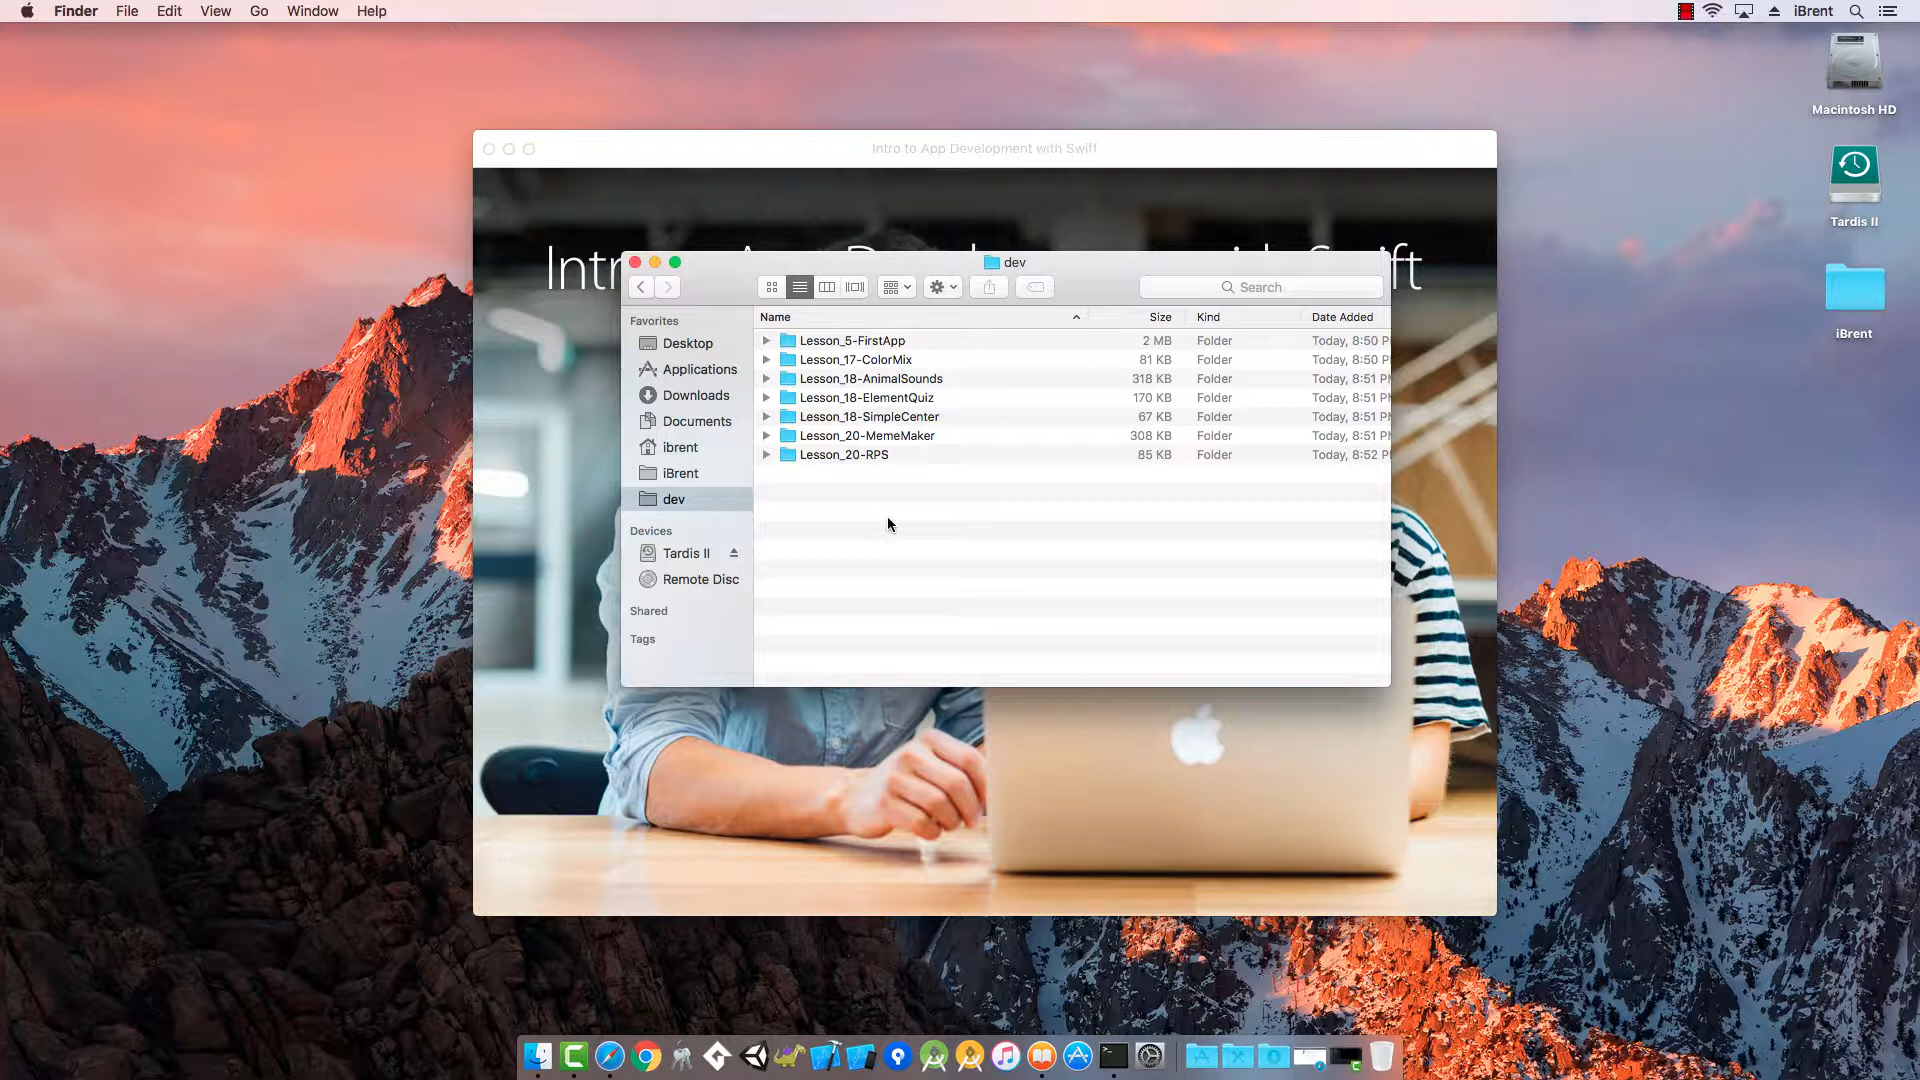 Finder File Edit View Go Window Help iBrent
Macintosh HD
Tardis II
iBrent
Intro to App Development with Swift
dev
Search
Favorites
Desktop
Applications
Downloads
Documents
ibrent
iBrent
dev
Devices
Tardis II
Remote Disc
Shared
Tags
Name Size Kind Date Added
Lesson_5-FirstApp 2 MB Folder Today, 8:50 P
Lesson_17-ColorMix 81 KB Folder Today, 8:50 P
Lesson_18-AnimalSounds 318 KB Folder Today, 8:51 PM
Lesson_18-ElementQuiz 170 KB Folder Today, 8:51 PM
Lesson_18-SimpleCenter 67 KB Folder Today, 8:51 PM
Lesson_20-MemeMaker 308 KB Folder Today, 8:51 PM
Lesson_20-RPS 85 KB Folder Today, 8:52 PM